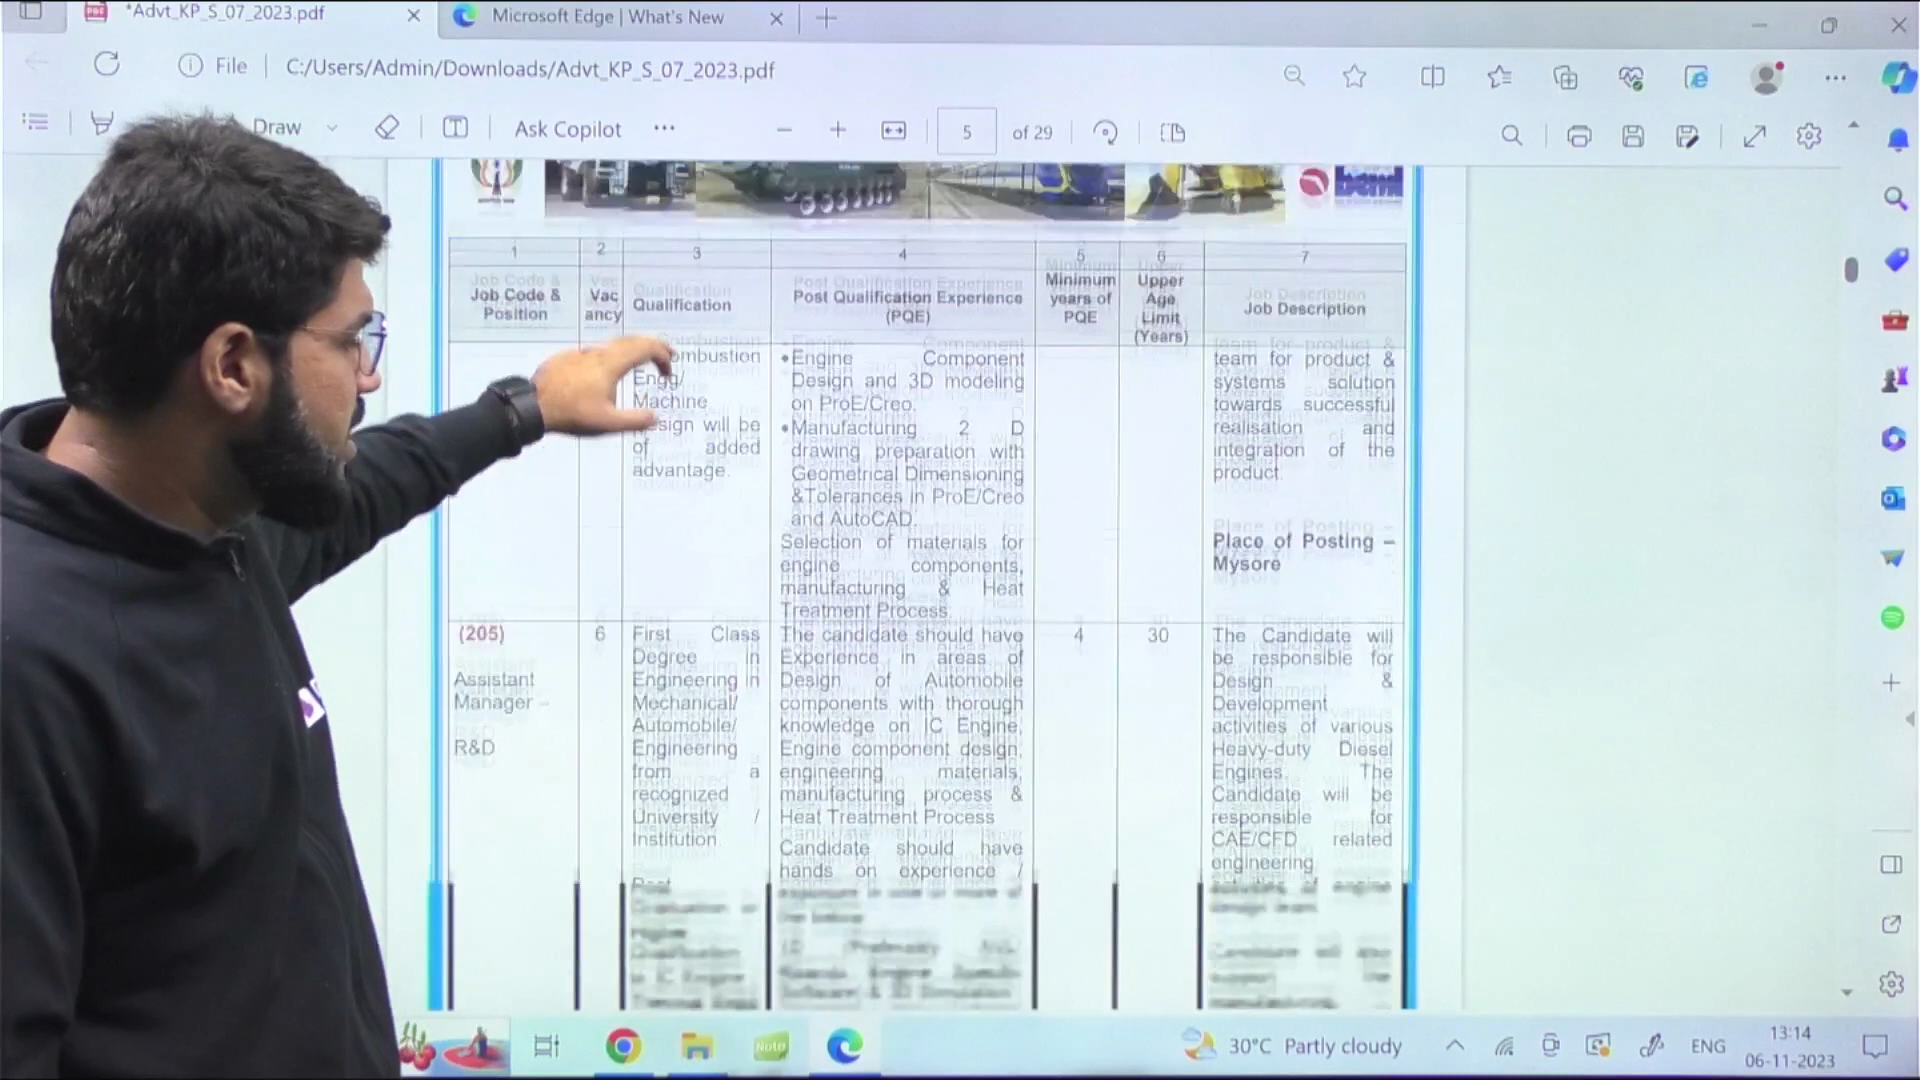 *Advt_KP_S_07_2023.pdf
Microsoft Edge | What's New
File
C:/Users/Admin/Downloads/Advt_KP_S_07_2023.pdf
Draw
Ask Copilot
5
of 29
1
2
3
4
5
6
7
Job Code &
Position
Vac
ancy
Qualification
Post Qualification Experience
(PQE)
Minimum
years of
PQE
Upper
Age
Limit
(Years)
Job Description
Combustion
Engg/
Machine
Design will be
of added
advantage.
•Engine Component
Design and 3D modeling
on ProE/Creo.
•Manufacturing 2 D
drawing preparation with
Geometrical Dimensioning
&Tolerances in ProE/Creo
and AutoCAD.
Selection of materials for
engine components,
manufacturing & Heat
Treatment Process.
team for product &
systems solution
towards successful
realisation and
integration of the
product.
Place of Posting –
Mysore
(205)
Assistant
Manager –
R&D
6
First Class
Degree in
Engineering in
Mechanical/
Automobile/
Engineering
from a
recognized
University /
Institution
The candidate should have
Experience in areas of
Design of Automobile
components with thorough
knowledge on IC Engine,
Engine component design,
engineering materials,
manufacturing process &
Heat Treatment Process
Candidate should have
hands on experience /
4
30
The Candidate will
be responsible for
Design &
Development
activities of various
Heavy-duty Diesel
Engines. The
Candidate will be
responsible for
CAE/CFD related
engineering
30°C Partly cloudy
ENG
13:14
06-11-2023